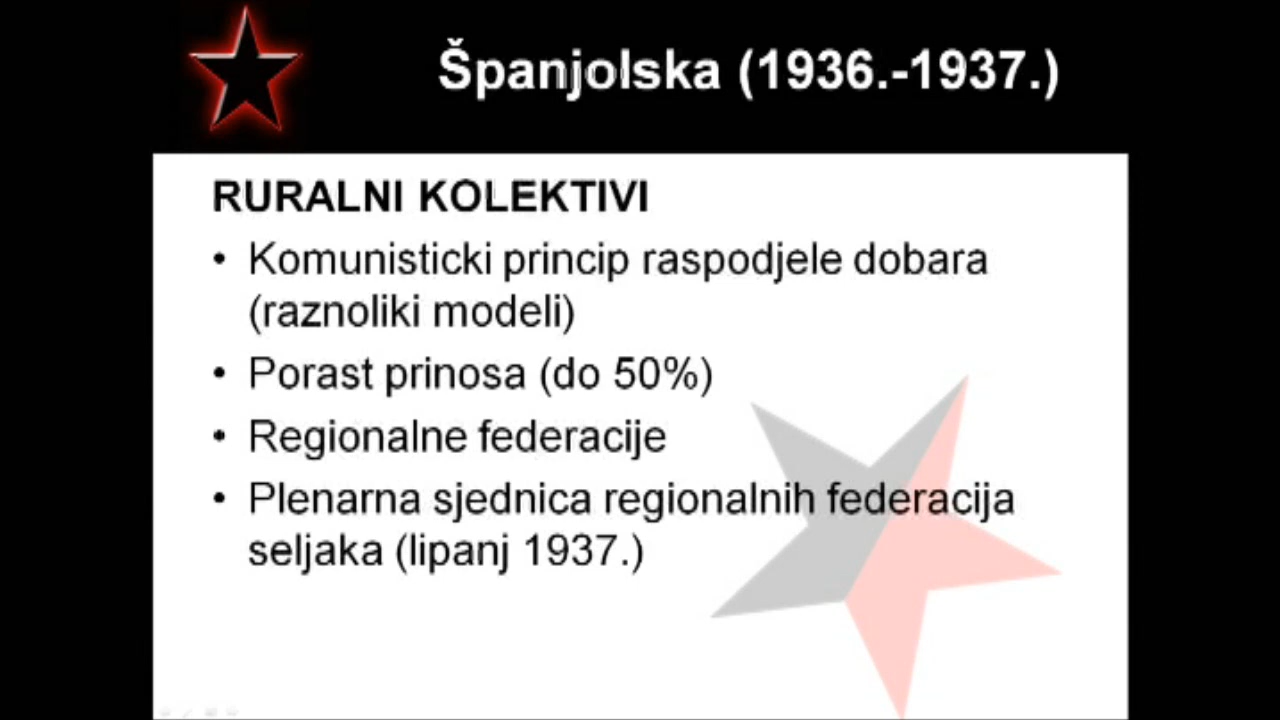 Španjolska (1936.-1937.)
RURALNI KOLEKTIVI
• Komunisticki princip raspodjele dobara
(raznoliki modeli)
• Porast prinosa (do 50%)
• Regionalne federacije
• Plenarna sjednica regionalnih federacija
seljaka (lipanj 1937.)